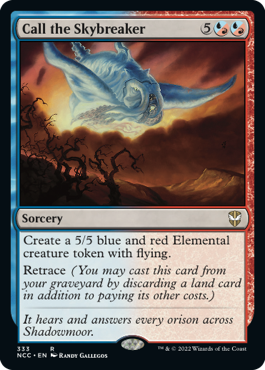 Call the Skybreaker 5
Sorcery
Create a 5/5 blue and red Elemental
creature token with flying.
Retrace (You may cast this card from
your graveyard by discarding a land card
in addition to paying its other costs.)
It hears and answers every orison across
Shadowmoor.
333 R
NCC • EN RANDY GALLEGOS ™ & © 2022 Wizards of the Coast